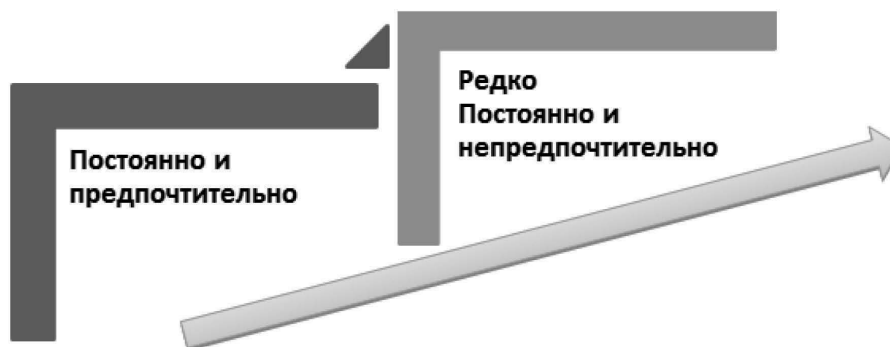 Редко
Постоянно и
непредпочтительно
Постоянно и
предпочтительно